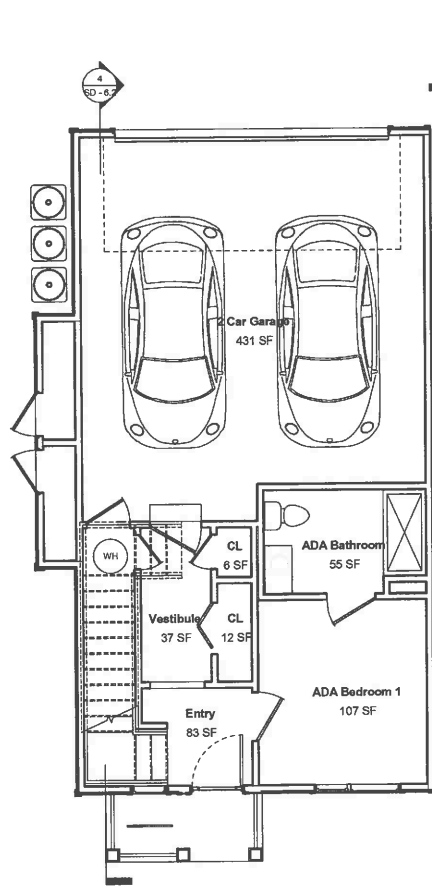 4
SD - 6.2
2 Car Garage
431 SF
WH
CL
6 SF
ADA Bathroom
55 SF
Vestibule
37 SF
CL
12 SF
ADA Bedroom 1
107 SF
Entry
83 SF